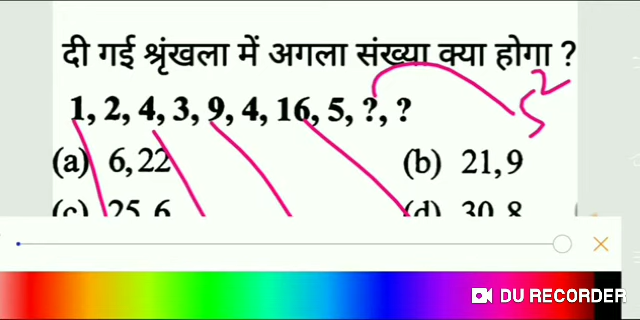 दी गई श्रृंखला में अगला संख्या क्या होगा ?
1, 2, 4, 3, 9, 4, 16, 5, ?, ?
5²
(a) 6, 22
(b) 21, 9
(c) 25, 6
(d) 30, 8
DU RECORDER